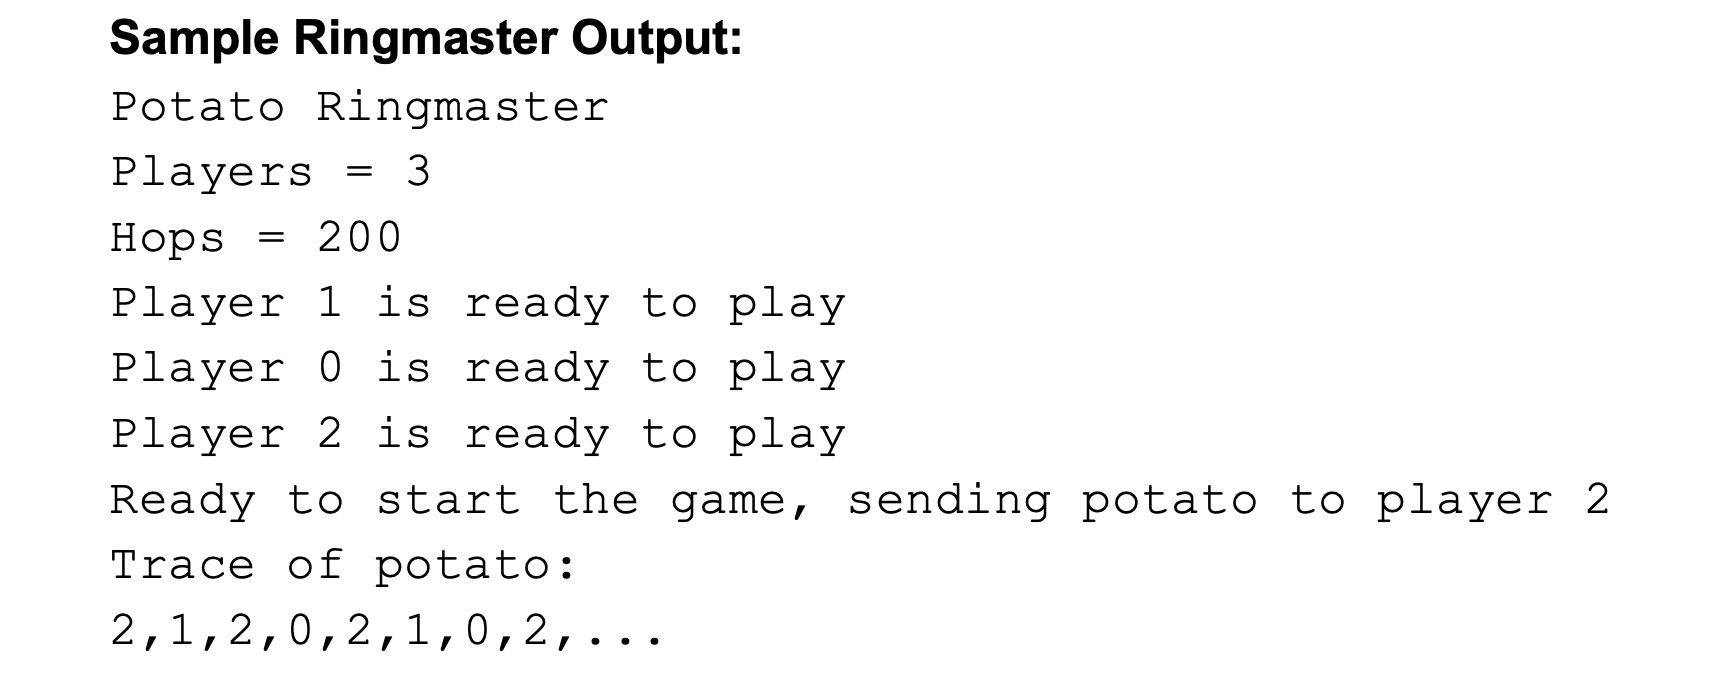 Sample Ringmaster Output:
Potato Ringmaster
Players = 3
Hops = 200
Player 1 is ready to play
Player 0 is ready to play
Player 2 is ready to play
Ready to start the game, sending potato to player 2
Trace of potato:
2,1,2,0,2,1,0,2,...